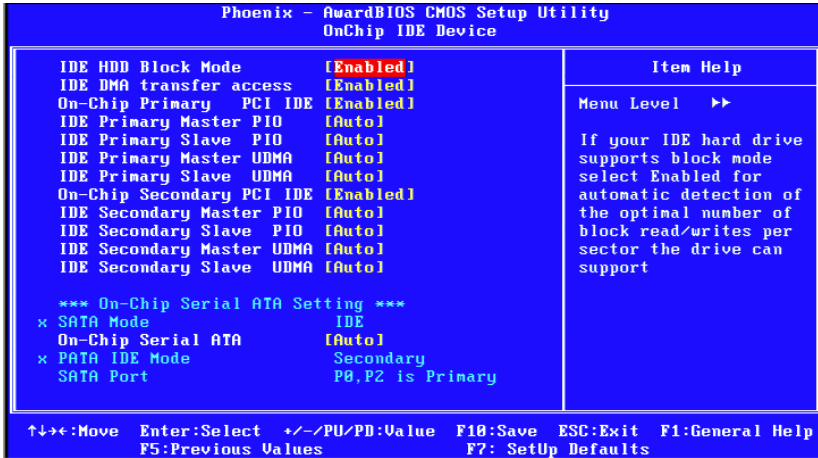 Phoenix - AwardBIOS CMOS Setup Utility
OnChip IDE Device
IDE HDD Block Mode [Enabled]
IDE DMA transfer access [Enabled]
On-Chip Primary PCI IDE [Enabled]
IDE Primary Master PIO [Auto]
IDE Primary Slave PIO [Auto]
IDE Primary Master UDMA [Auto]
IDE Primary Slave UDMA [Auto]
On-Chip Secondary PCI IDE [Enabled]
IDE Secondary Master PIO [Auto]
IDE Secondary Slave PIO [Auto]
IDE Secondary Master UDMA [Auto]
IDE Secondary Slave UDMA [Auto]
*** On-Chip Serial ATA Setting ***
x SATA Mode IDE
On-Chip Serial ATA [Auto]
x PATA IDE Mode Secondary
SATA Port P0,P2 is Primary
Item Help
Menu Level ▸▸
If your IDE hard drive
supports block mode
select Enabled for
automatic detection of
the optimal number of
block read/writes per
sector the drive can
support
↑↓→←:Move Enter:Select +/-/PU/PD:Value F10:Save ESC:Exit F1:General Help
F5:Previous Values F7: SetUp Defaults